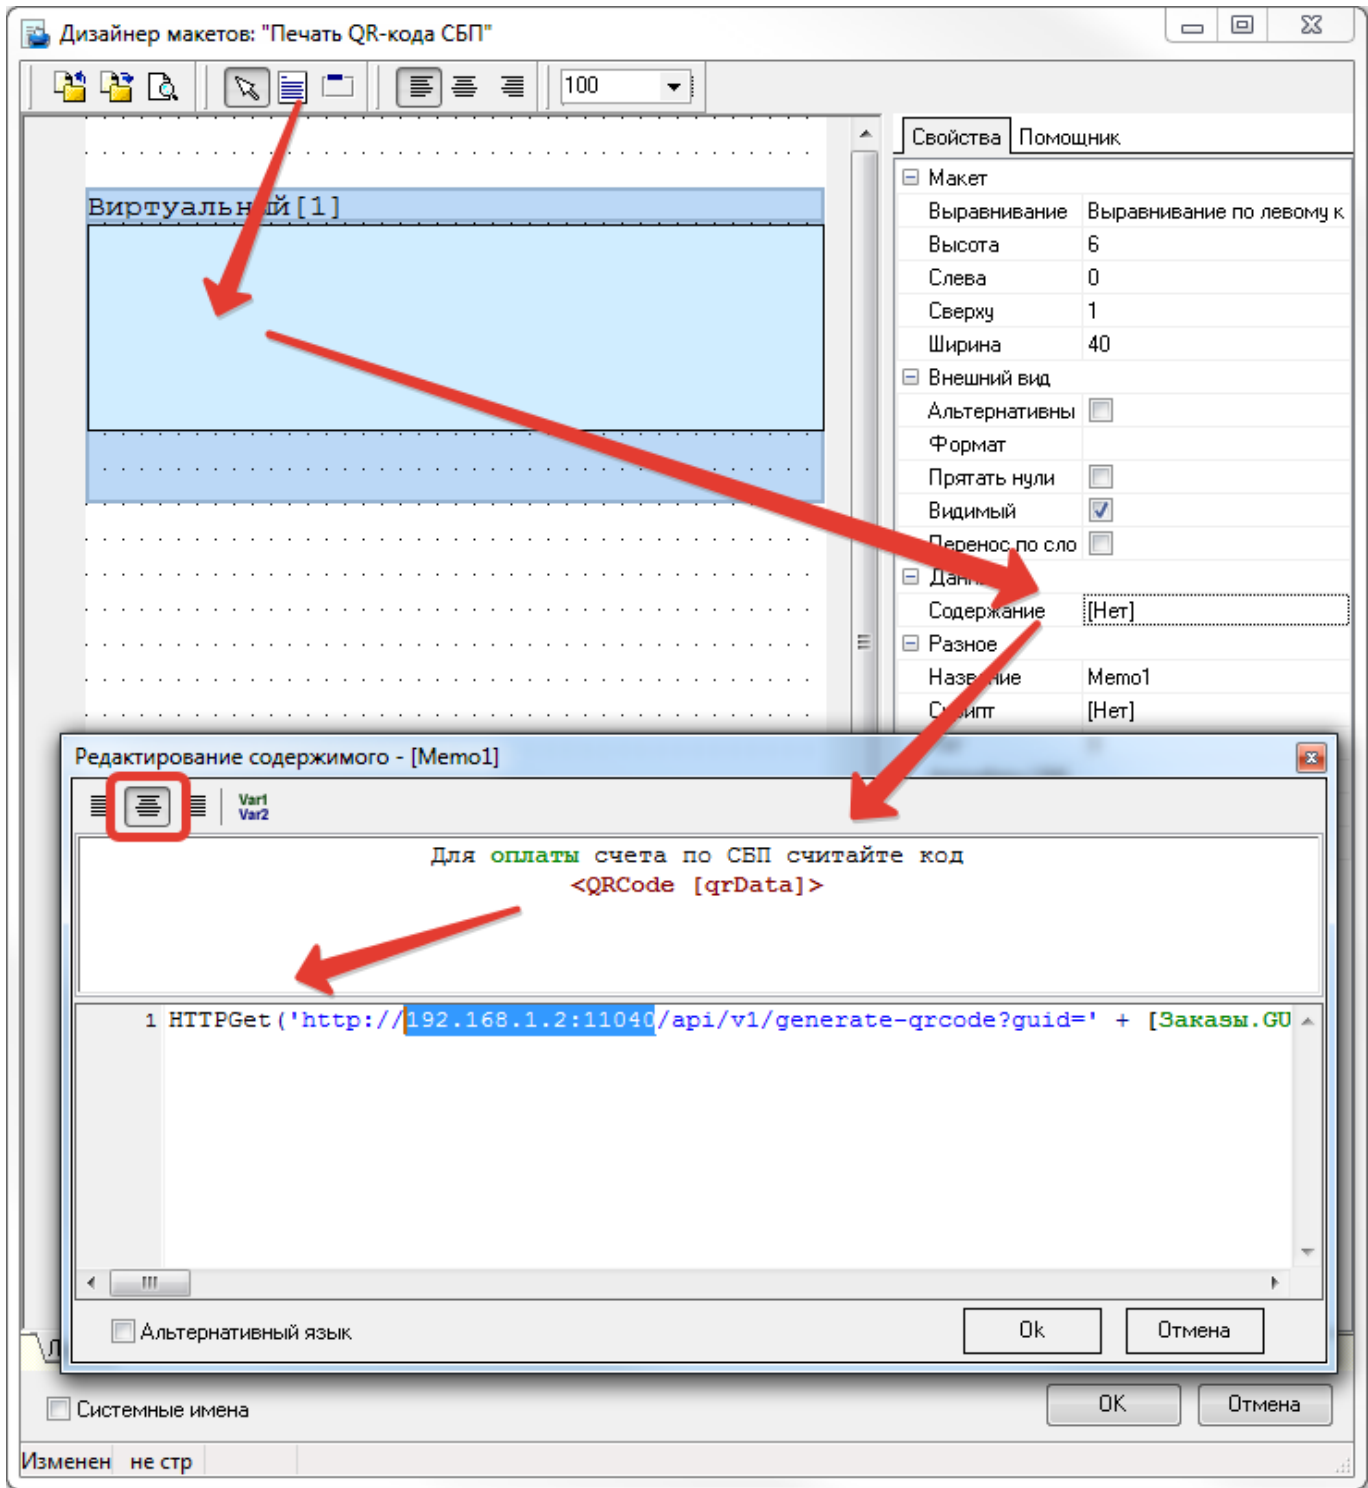 Дизайнер макетов: "Печать QR-кода СБП"
100
Свойства Помощник
Виртуальный[1]
Макет
Выравнивание Выравнивание по левому к
Высота 6
Слева 0
Сверху 1
Ширина 40
Внешний вид
Альтернативны
Формат
Прятать нули
Видимый
Перенос по сло
Содержание [Нет]
Разное
Название Memo1
Скрипт [Нет]
Редактирование содержимого - [Memo1]
Var1
Var2
Для оплаты счета по СБП считайте код
<QRCode [qrData]>
1 HTTPGet('http://192.168.1.2:11040/api/v1/generate-qrcode?guid=' + [Заказы.GU
Альтернативный язык
Ok Отмена
Системные имена
OK Отмена
Изменен не стр